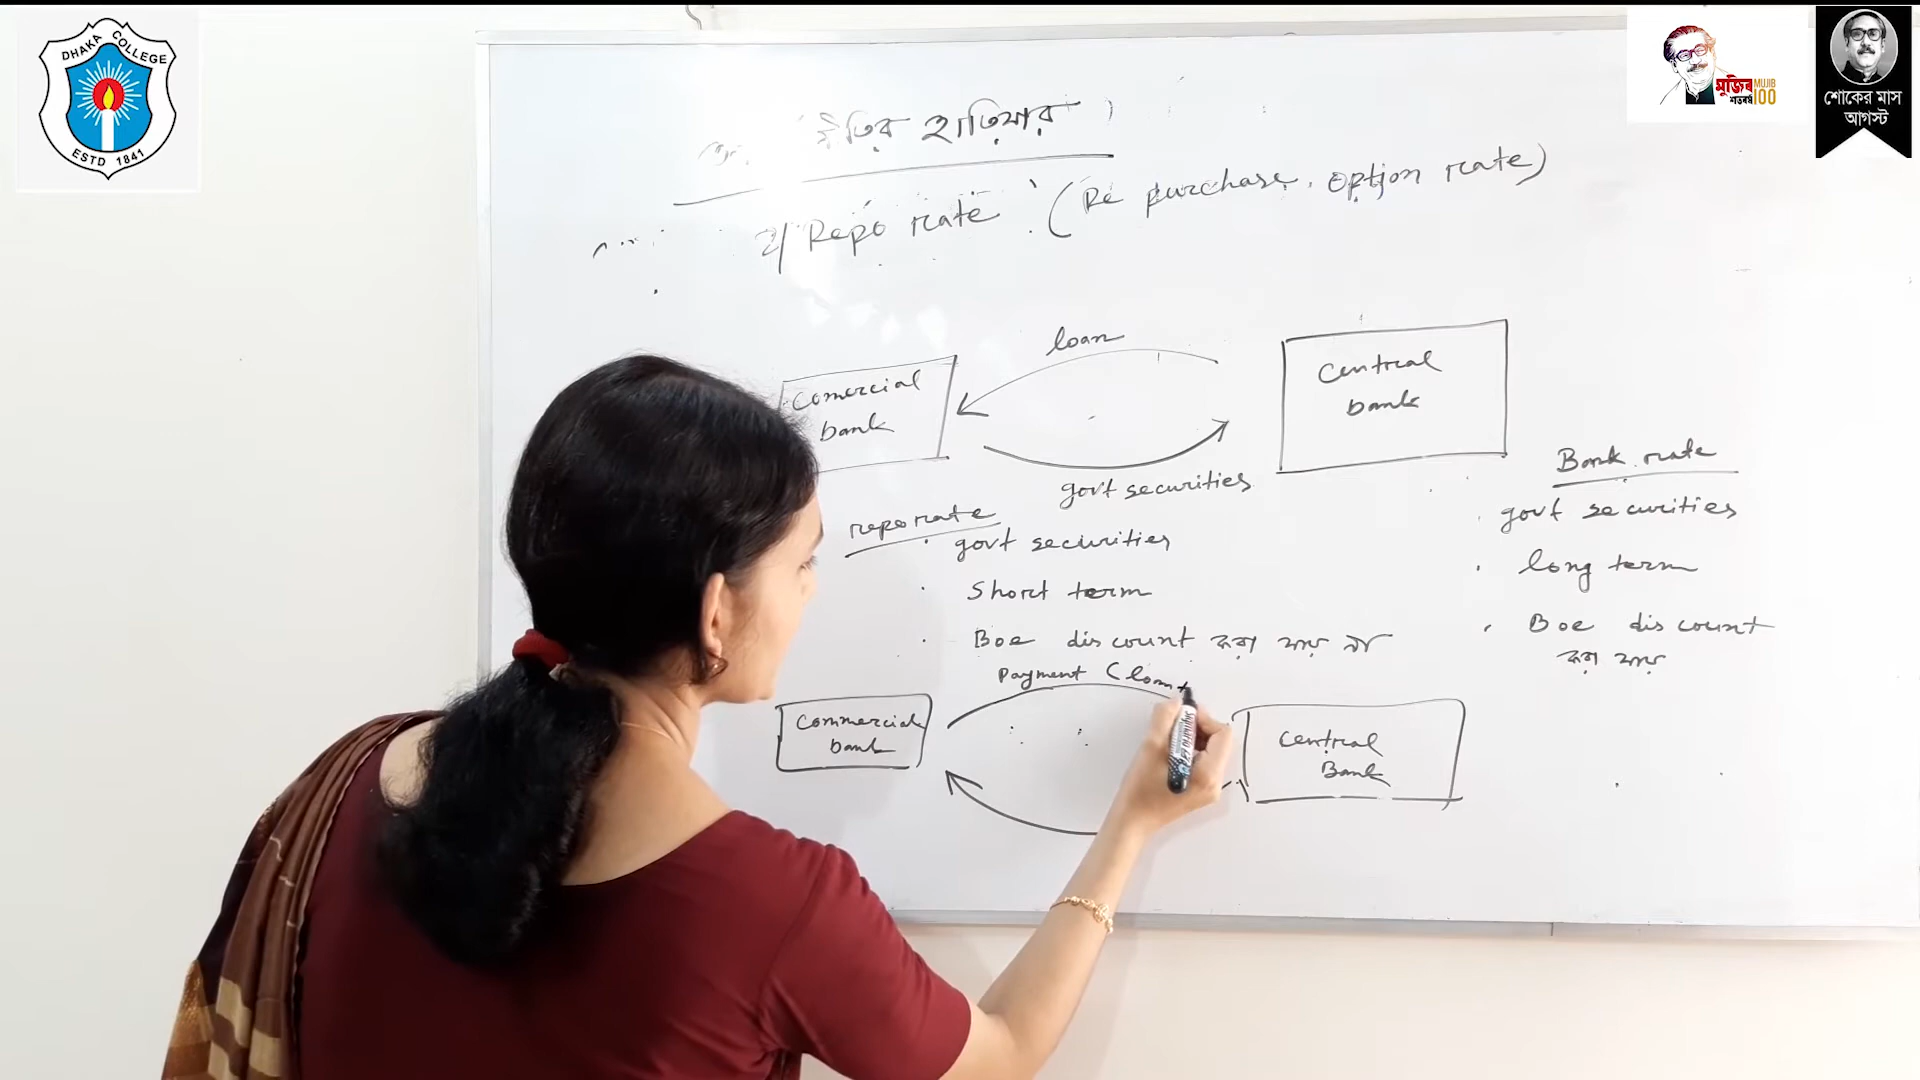 DHAKA COLLEGE
ESTD 1841
মুজিব MUJIB
শতবর্ষ 100
শোকের মাস
আগস্ট
নীতির হাতিয়ার
২| Repo rate (Re purchase option rate)
loan
Comercial
bank
Central
bank
govt securities
repo rate
govt securities
Short term
Boe discount করা যায় না
Bank rate
govt securities
long term
Boe discount
করা যায়
Payment (loan +
Commercial
bank
Central
Bank